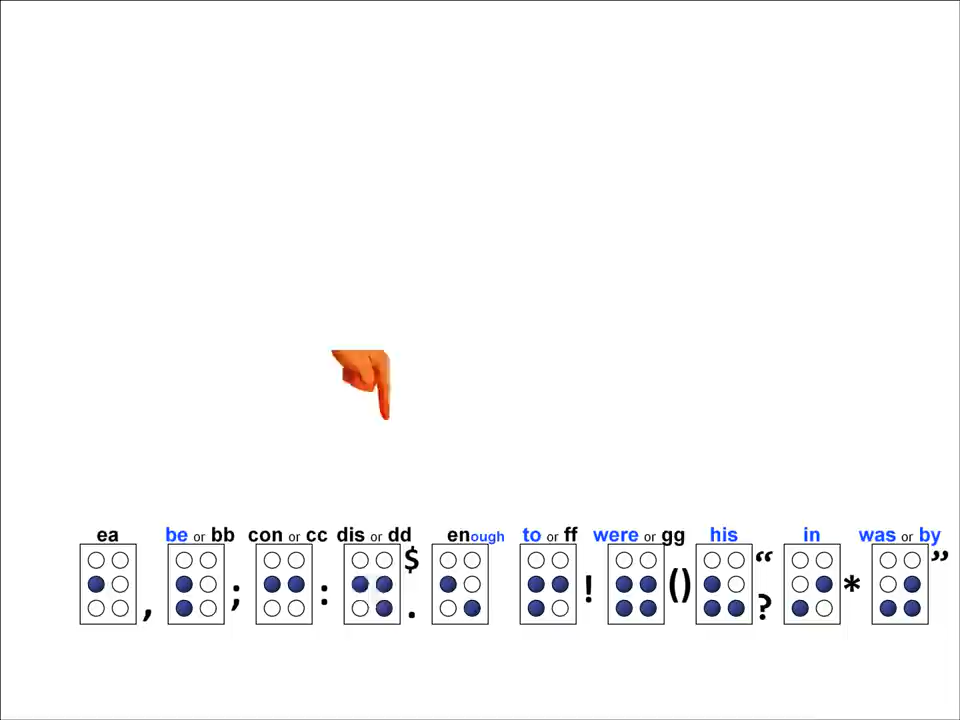 ea be or bb con or cc dis or dd enough to or ff were or gg his in was or by
, ; : $ . ! () “ ? * ”